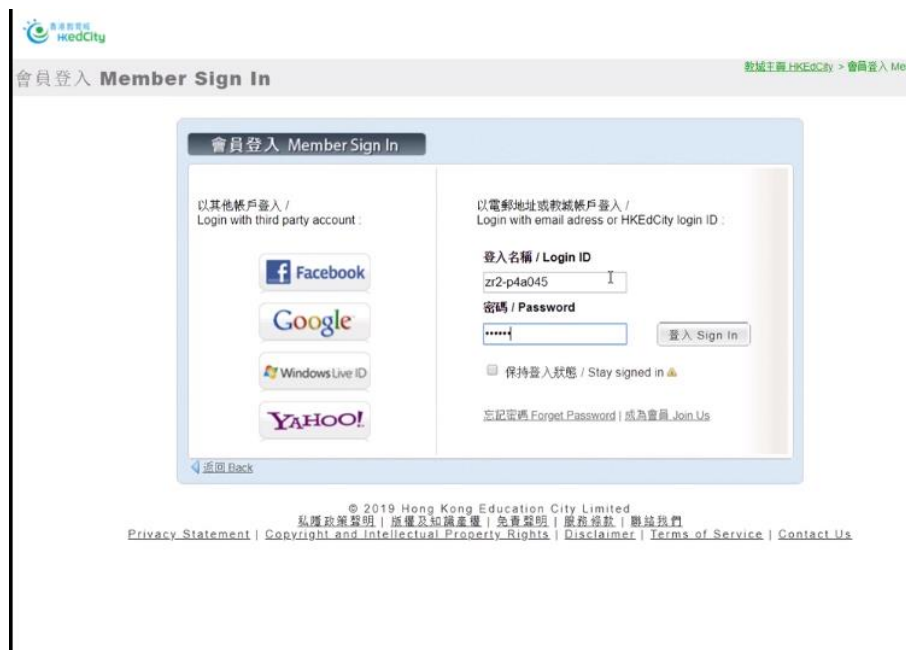 香港教育城
HKedCity
會員登入 Member Sign In
教城主頁 HKEdCity > 會員登入 Me
會員登入 Member Sign In
以其他帳戶登入 /
Login with third party account :
Facebook
Google
Windows Live ID
YAHOO!
以電郵地址或教城帳戶登入 /
Login with email adress or HKEdCity login ID :
登入名稱 / Login ID
zr2-p4a045
密碼 / Password
••••••
登入 Sign In
保持登入狀態 / Stay signed in
忘記密碼 Forget Password | 成為會員 Join Us
返回 Back
© 2019 Hong Kong Education City Limited
私隱政策聲明 | 版權及知識產權 | 免責聲明 | 服務條款 | 聯絡我們
Privacy Statement | Copyright and Intellectual Property Rights | Disclaimer | Terms of Service | Contact Us